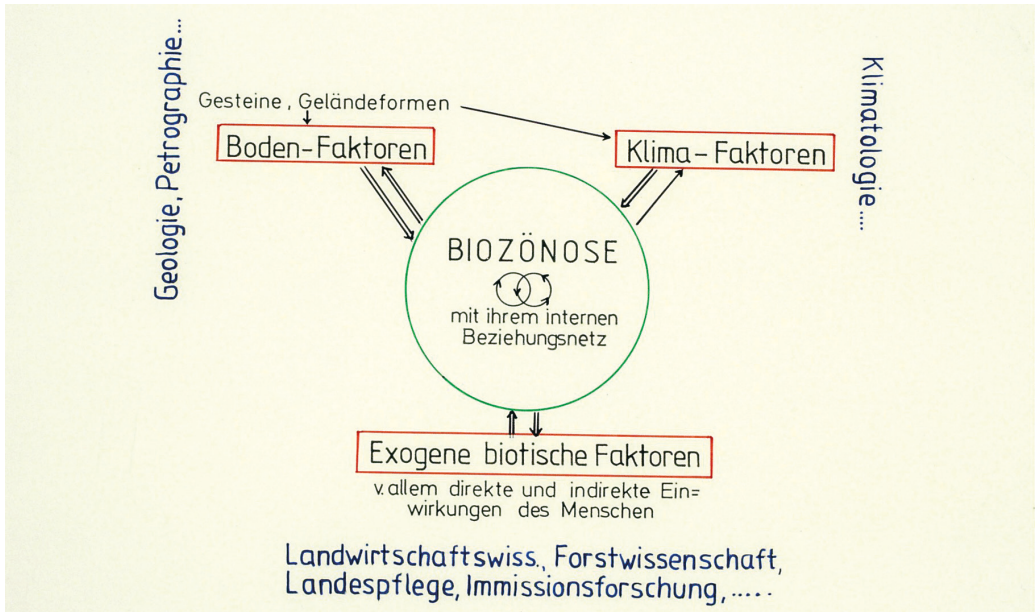 Geologie, Petrographie...
Klimatologie....
Gesteine, Geländeformen
Boden-Faktoren
Klima-Faktoren
BIOZÖNOSE
mit ihrem internen
Beziehungsnetz
Exogene biotische Faktoren
v. allem direkte und indirekte Ein=
wirkungen des Menschen
Landwirtschaftswiss., Forstwissenschaft,
Landespflege, Immissionsforschung, .....